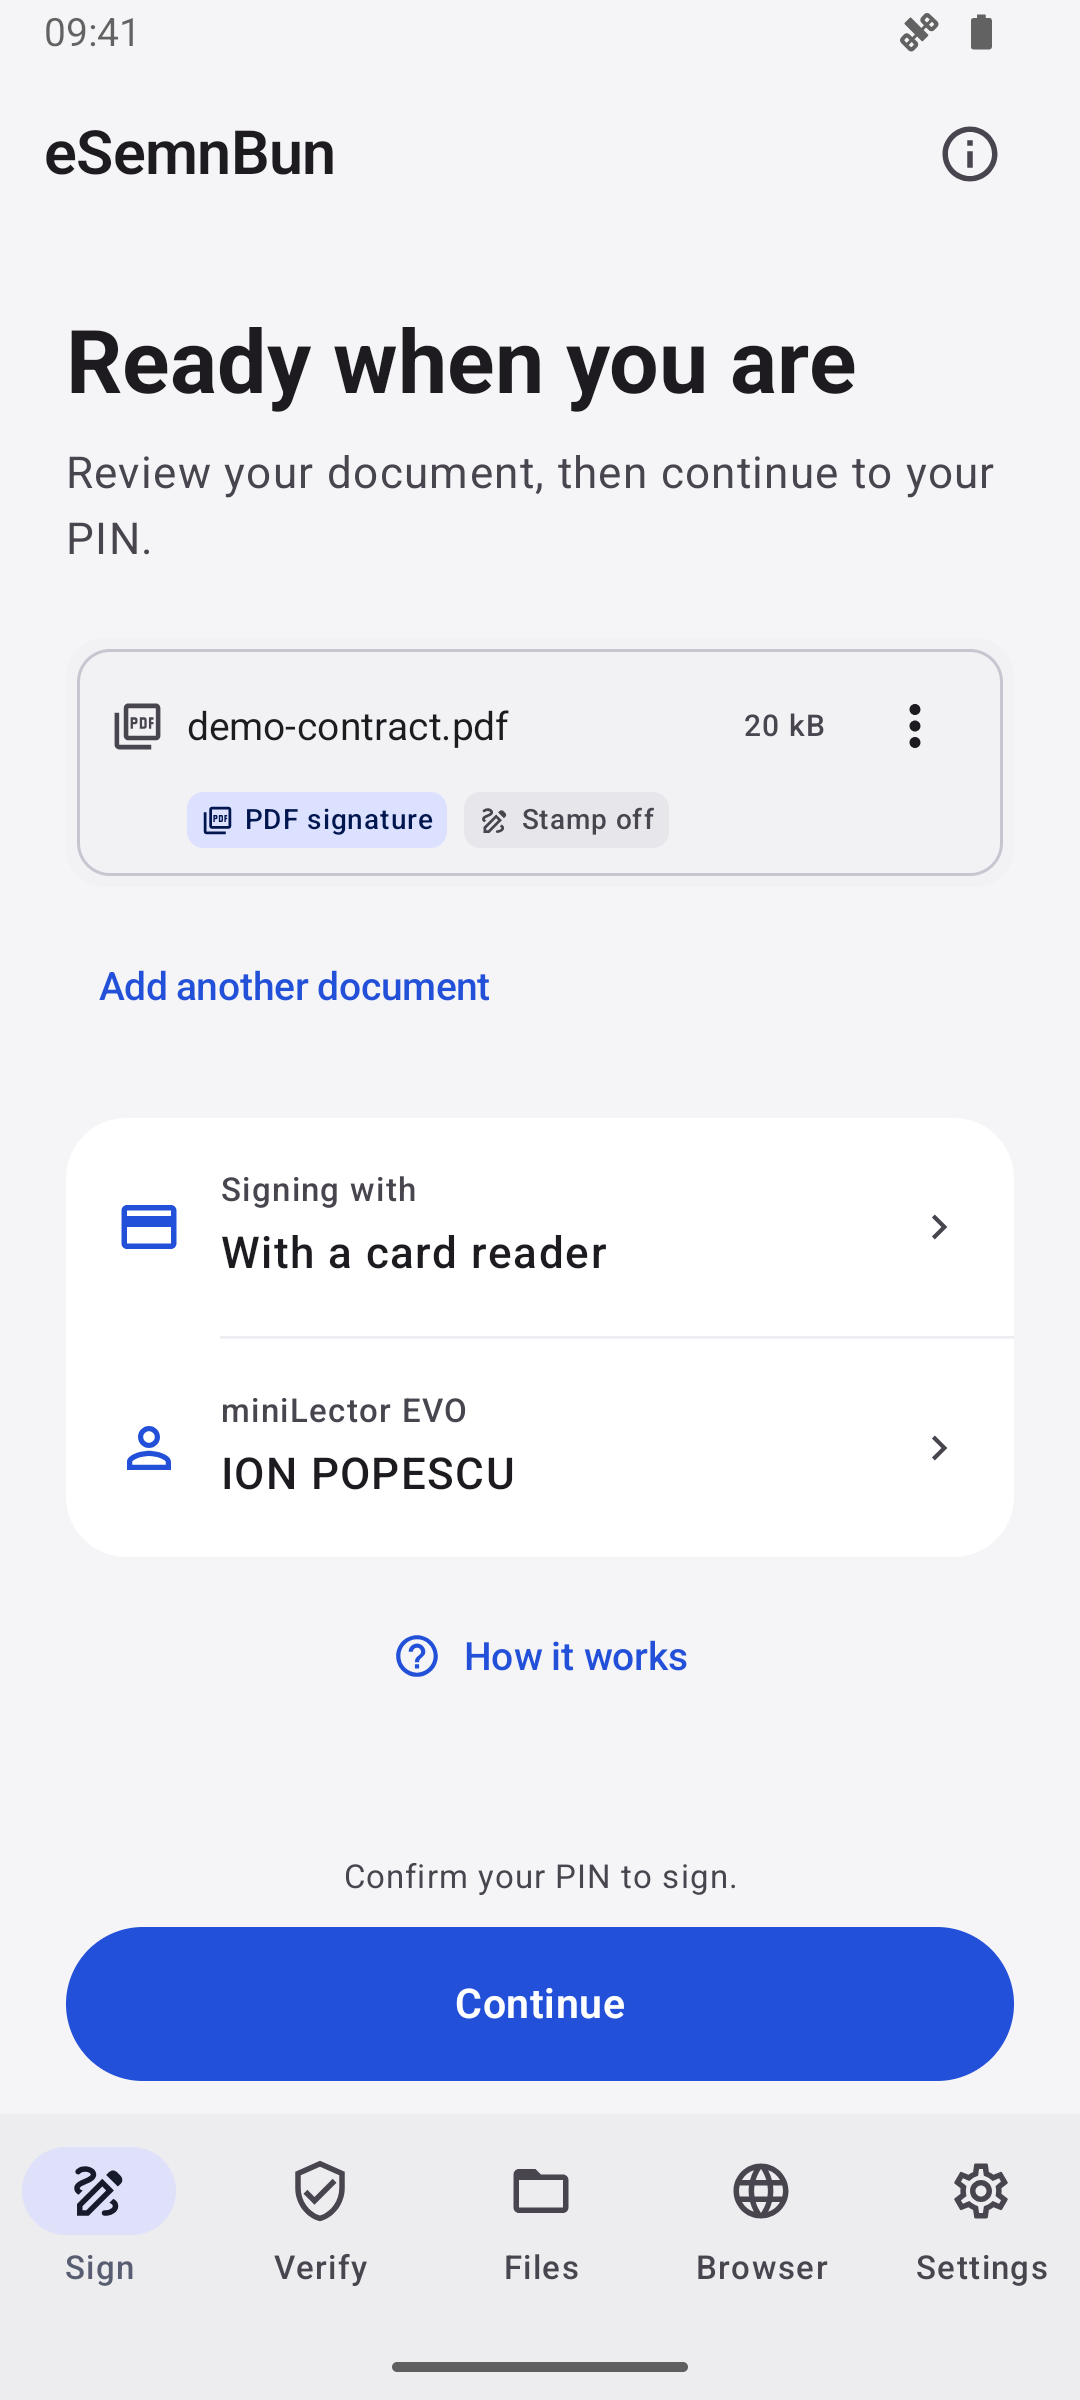 09:41
eSemnBun
Ready when you are
Review your document, then continue to your
PIN.
PDF demo-contract.pdf 20 kB
PDF PDF signature Stamp off
Add another document
Signing with
With a card reader
miniLector EVO
ION POPESCU
How it works
Confirm your PIN to sign.
Continue
Sign Verify Files Browser Settings